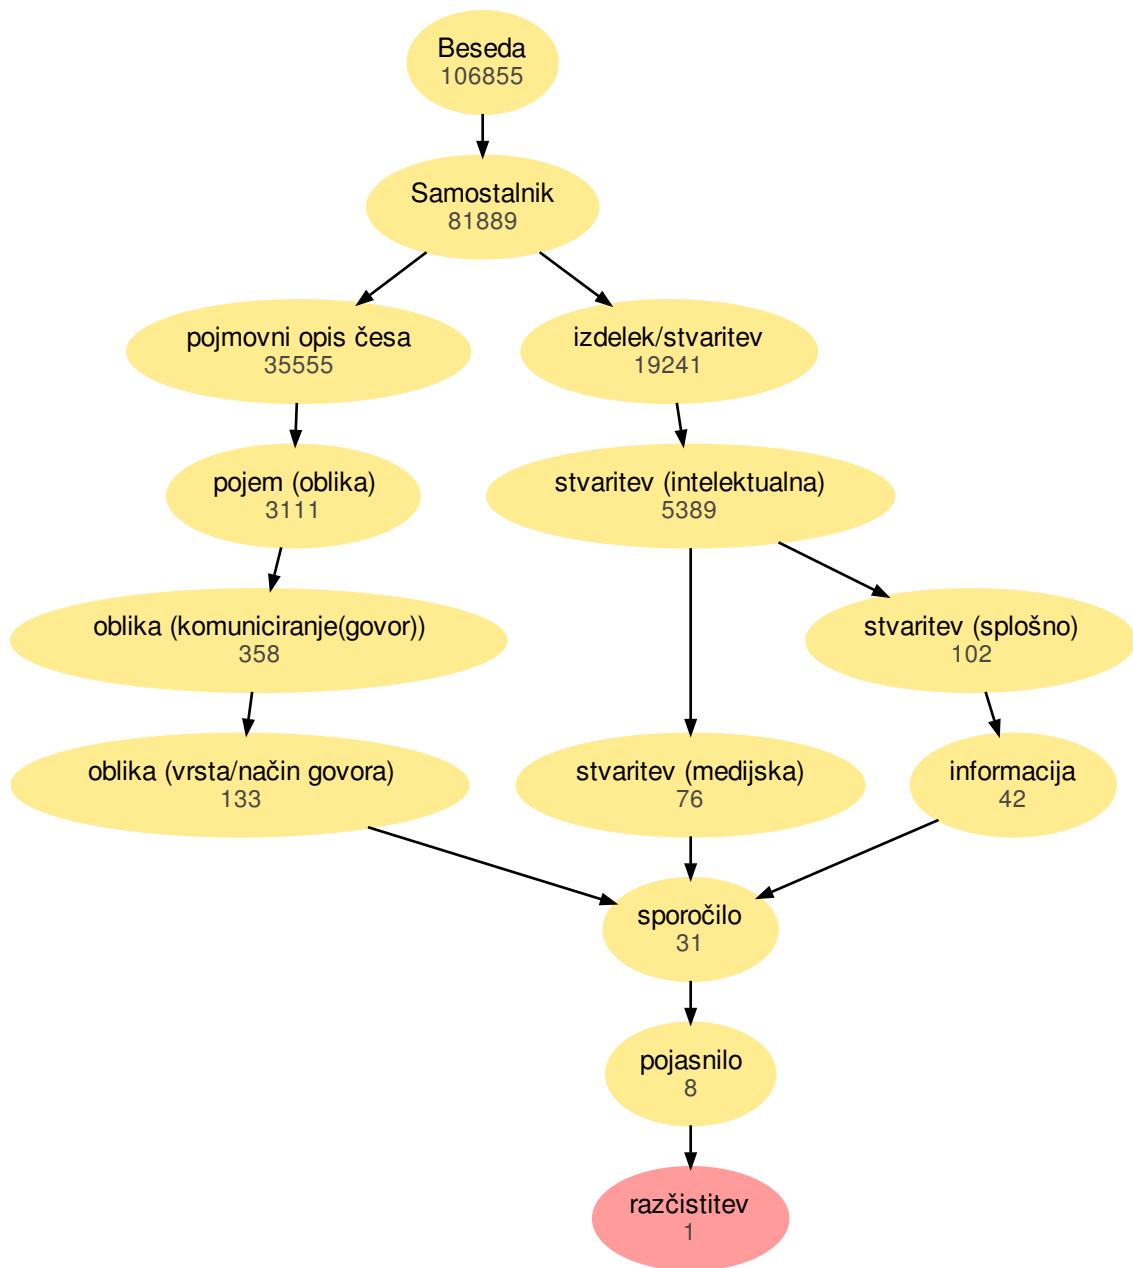 Beseda
106855
Samostalnik
81889
pojmovni opis česa
35555
izdelek/stvaritev
19241
pojem (oblika)
3111
stvaritev (intelektualna)
5389
oblika (komuniciranje(govor))
358
stvaritev (splošno)
102
oblika (vrsta/način govora)
133
stvaritev (medijska)
76
informacija
42
sporočilo
31
pojasnilo
8
razčistitev
1